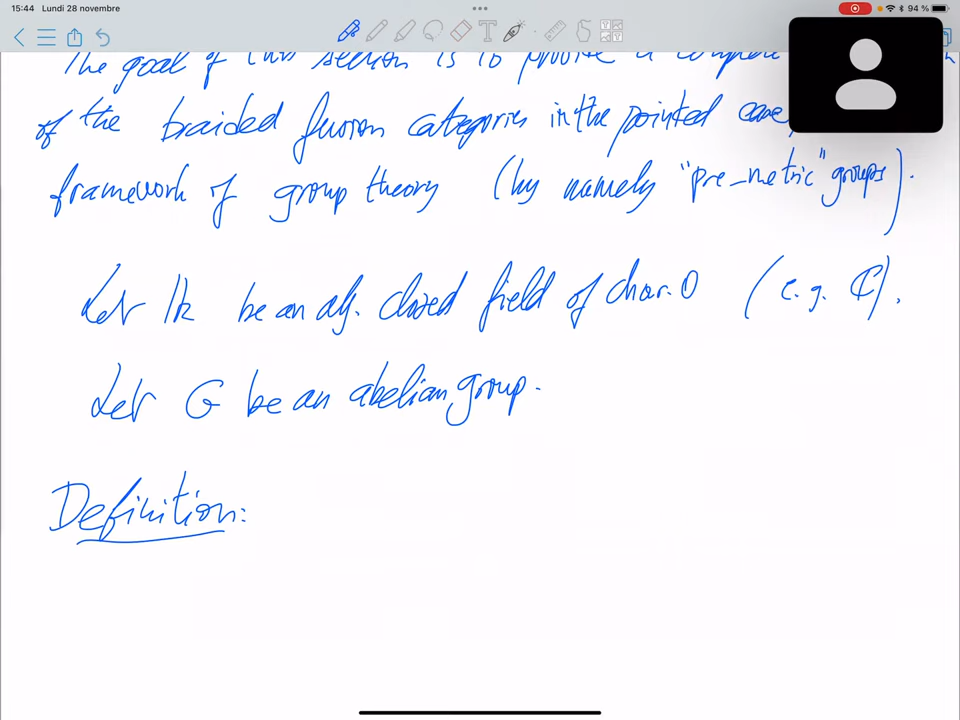 15:44 Lundi 28 novembre
94 %
The goal of this section is to provide a
of the braided fusion categories in the pointed case,
framework of group theory (by namely "pre-metric" groups).
Let k be an alg. closed field of char. 0 (e.g. ℂ).
Let G be an abelian group.
Definition: